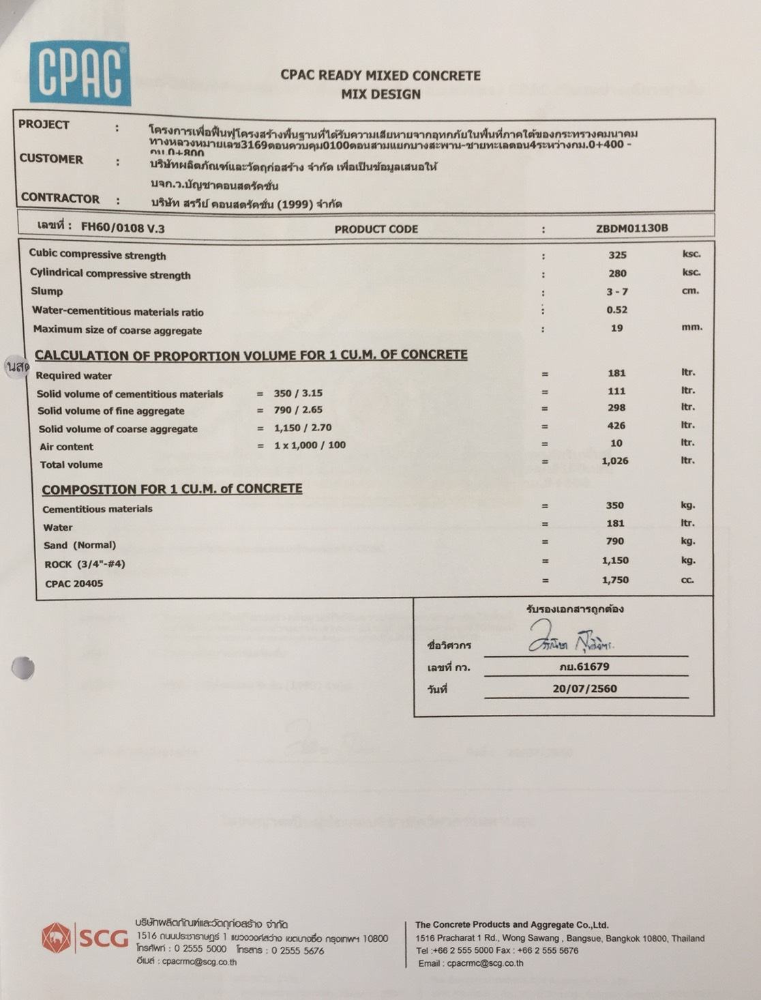 CPAC®
CPAC READY MIXED CONCRETE
MIX DESIGN
PROJECT : โครงการเพื่อฟื้นฟูโครงสร้างพื้นฐานที่ได้รับความเสียหายจากอุทกภัยในพื้นที่ภาคใต้ของกระทรวงคมนาคม
ทางหลวงหมายเลข3169ตอนควบคุม0100ตอนสามแยกบางสะพาน-ชายทะเลตอน4ระหว่างกม.0+400 -
กม.0+800
CUSTOMER : บริษัทผลิตภัณฑ์และวัตถุก่อสร้าง จำกัด เพื่อเป็นข้อมูลเสนอให้
บจก.ว.บัญชาคอนสตรัคชั่น
CONTRACTOR : บริษัท สรวีย์ คอนสตรัคชั่น (1999) จำกัด
เลขที่ : FH60/0108 V.3 PRODUCT CODE : ZBDM01130B
Cubic compressive strength : 325 ksc.
Cylindrical compressive strength : 280 ksc.
Slump : 3 - 7 cm.
Water-cementitious materials ratio : 0.52
Maximum size of coarse aggregate : 19 mm.
CALCULATION OF PROPORTION VOLUME FOR 1 CU.M. OF CONCRETE
Required water = 181 ltr.
Solid volume of cementitious materials = 350 / 3.15 = 111 ltr.
Solid volume of fine aggregate = 790 / 2.65 = 298 ltr.
Solid volume of coarse aggregate = 1,150 / 2.70 = 426 ltr.
Air content = 1 x 1,000 / 100 = 10 ltr.
Total volume = 1,026 ltr.
COMPOSITION FOR 1 CU.M. of CONCRETE
Cementitious materials = 350 kg.
Water = 181 ltr.
Sand (Normal) = 790 kg.
ROCK (3/4"-#4) = 1,150 kg.
CPAC 20405 = 1,750 cc.
รับรองเอกสารถูกต้อง
ชื่อวิศวกร
เลขที่ กว. ภย.61679
วันที่ 20/07/2560
SCG
บริษัทผลิตภัณฑ์และวัตถุก่อสร้าง จำกัด
1516 ถนนประชาราษฎร์ 1 แขวงวงศ์สว่าง เขตบางซื่อ กรุงเทพฯ 10800
โทรศัพท์ : 0 2555 5000 โทรสาร : 0 2555 5676
อีเมล์ : cpacrmc@scg.co.th
The Concrete Products and Aggregate Co.,Ltd.
1516 Pracharat 1 Rd., Wong Sawang , Bangsue, Bangkok 10800, Thailand
Tel :+66 2 555 5000 Fax : +66 2 555 5676
Email : cpacrmc@scg.co.th